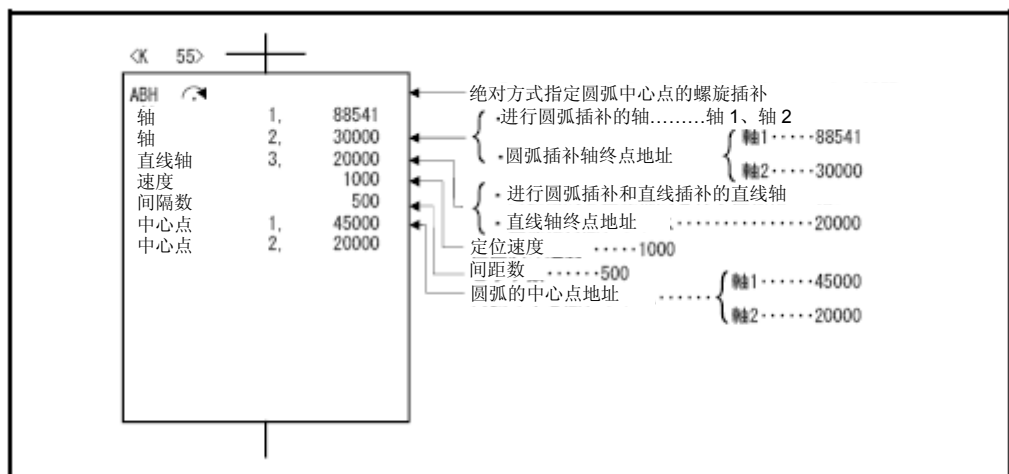 <K 55>
ABH
轴 1, 88541
轴 2, 30000
直线轴 3, 20000
速度 1000
间隔数 500
中心点 1, 45000
中心点 2, 20000
绝对方式指定圆弧中心点的螺旋插补
·进行圆弧插补的轴………轴 1、轴 2
·圆弧插补轴终点地址
軸1·····88541
軸2·····30000
·进行圆弧插补和直线插补的直线轴
·直线轴终点地址 ···············20000
定位速度 ·····1000
间距数 ······500
圆弧的中心点地址 ······
軸1······45000
軸2······20000